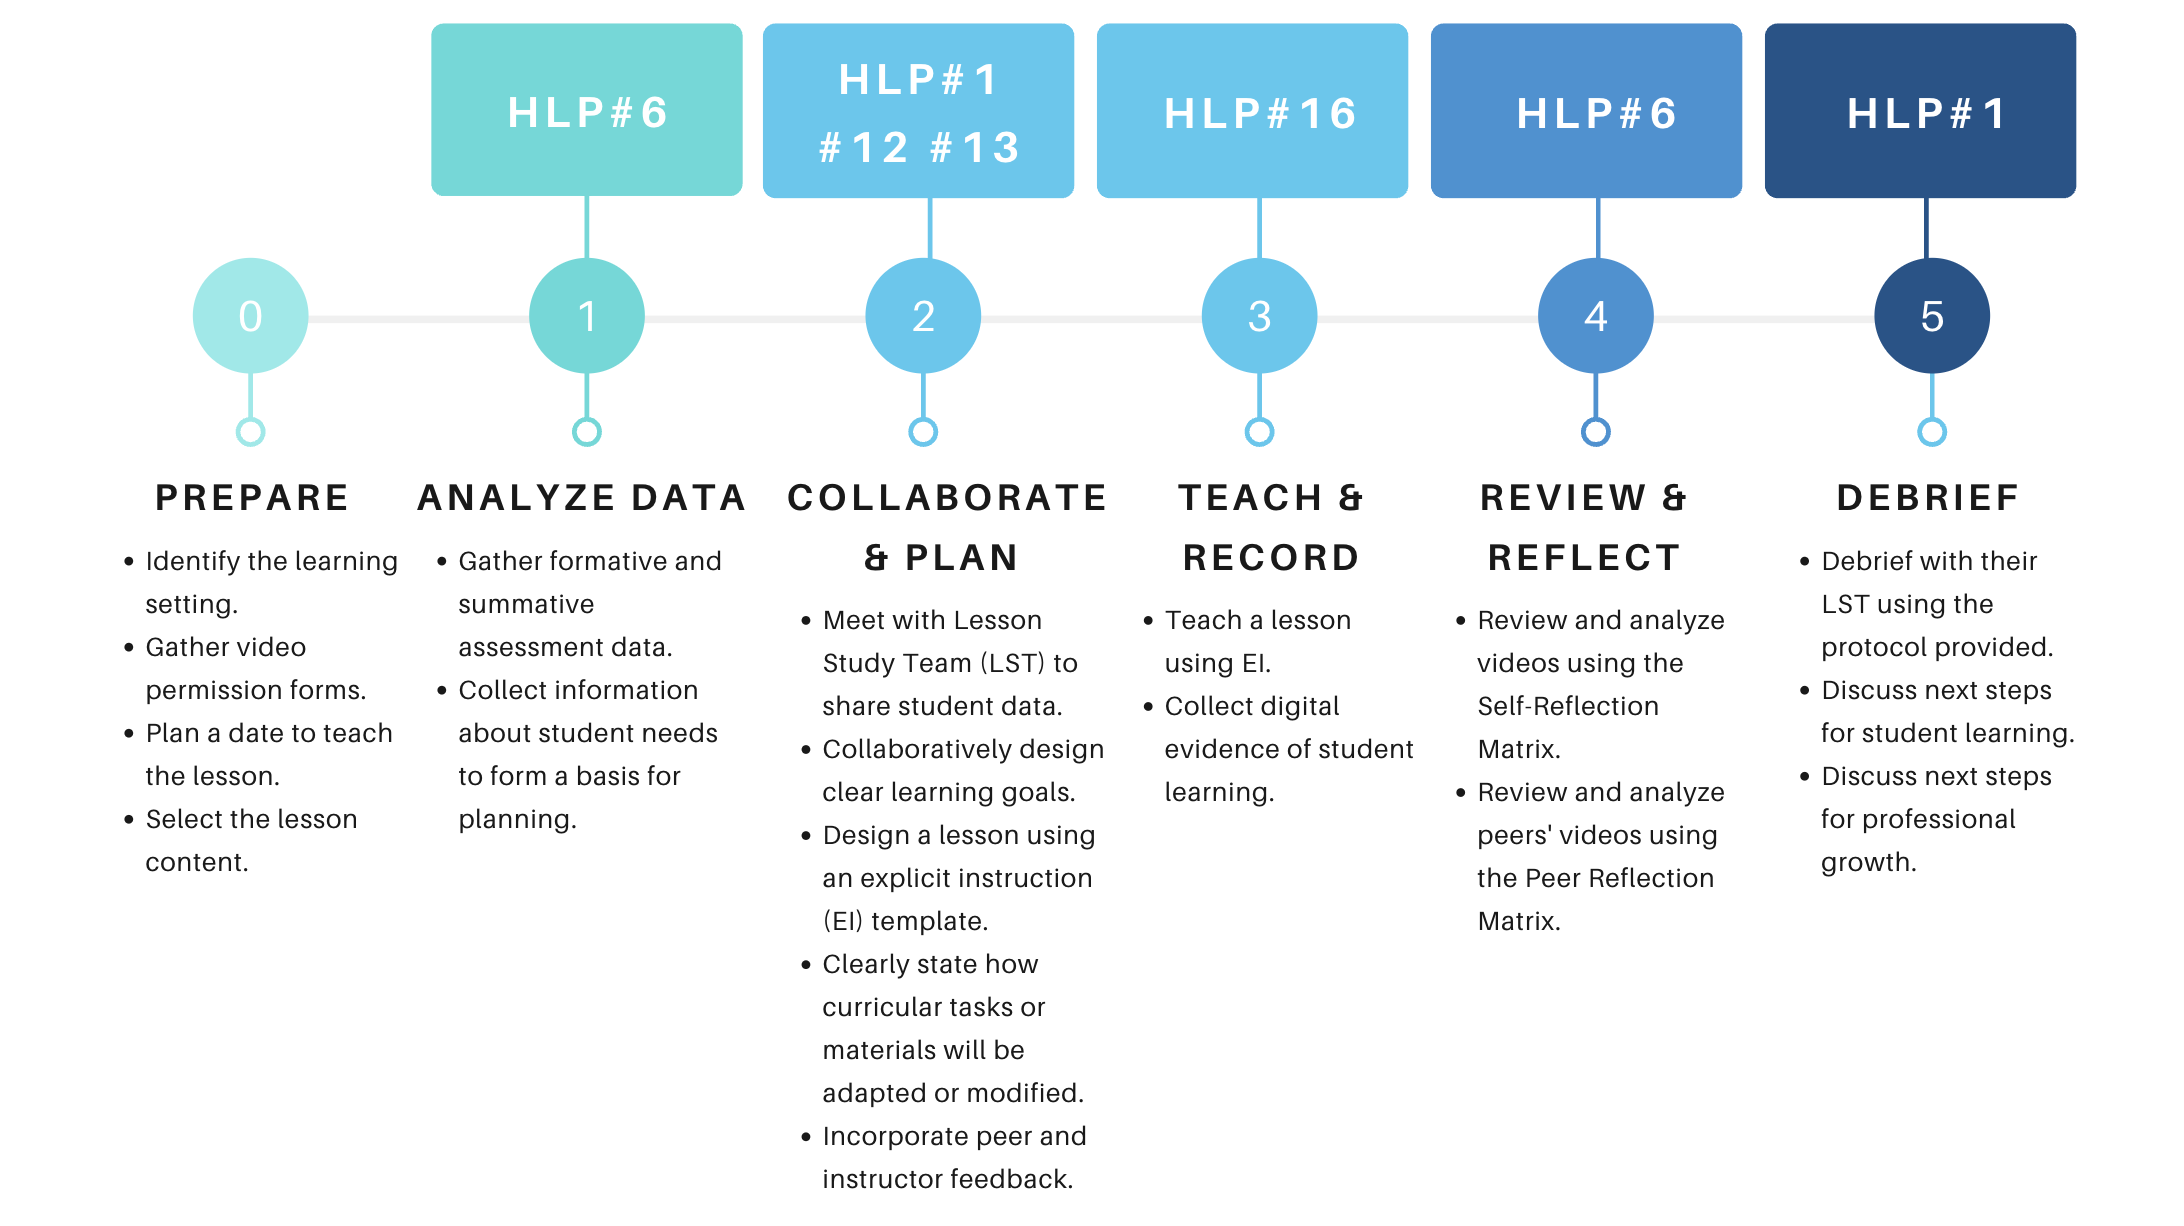 HLP#6
HLP#1
#12 #13
HLP#16
HLP#6
HLP#1
0
1
2
3
4
5
PREPARE
• Identify the learning
setting.
• Gather video
permission forms.
• Plan a date to teach
the lesson.
• Select the lesson
content.
ANALYZE DATA
• Gather formative and
summative
assessment data.
• Collect information
about student needs
to form a basis for
planning.
COLLABORATE
& PLAN
• Meet with Lesson
Study Team (LST) to
share student data.
• Collaboratively design
clear learning goals.
• Design a lesson using
an explicit instruction
(EI) template.
• Clearly state how
curricular tasks or
materials will be
adapted or modified.
• Incorporate peer and
instructor feedback.
TEACH &
RECORD
• Teach a lesson
using EI.
• Collect digital
evidence of student
learning.
REVIEW &
REFLECT
• Review and analyze
videos using the
Self-Reflection
Matrix.
• Review and analyze
peers' videos using
the Peer Reflection
Matrix.
DEBRIEF
• Debrief with their
LST using the
protocol provided.
• Discuss next steps
for student learning.
• Discuss next steps
for professional
growth.